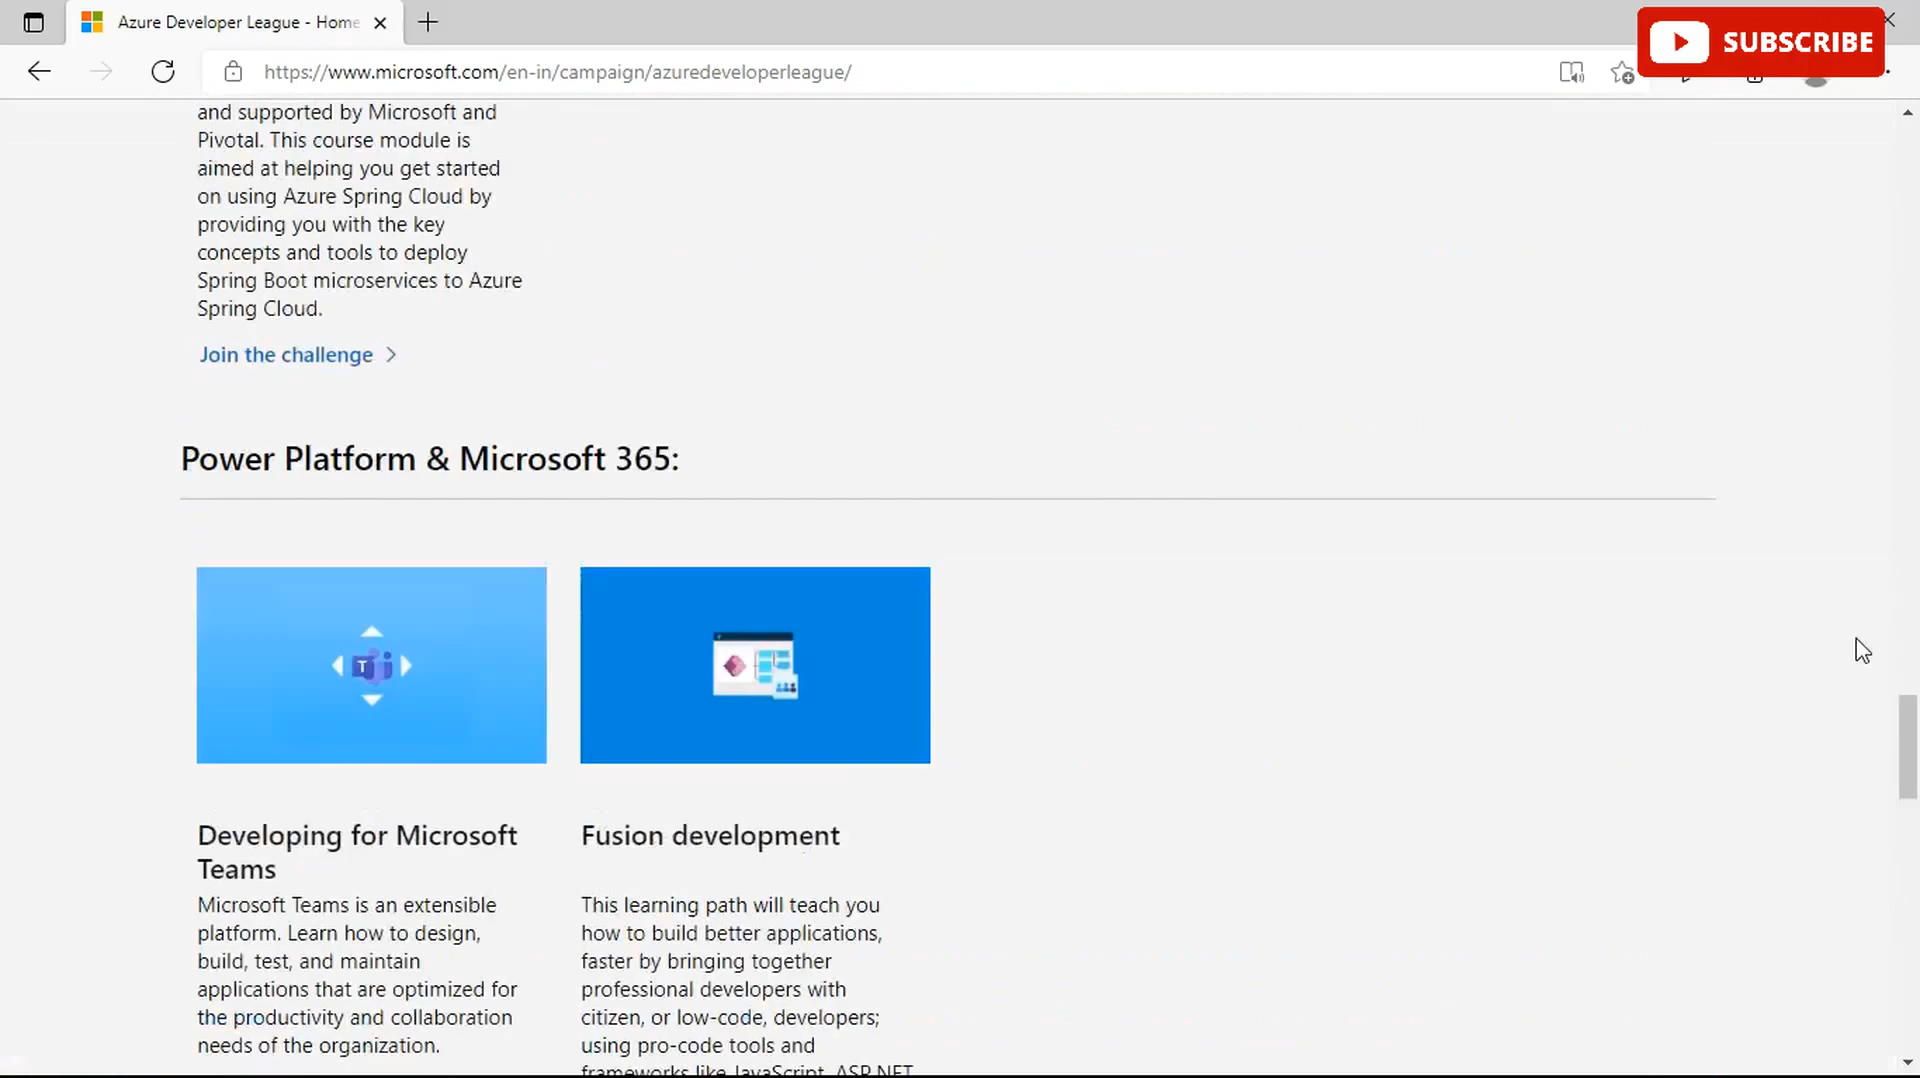 Azure Developer League - Home
SUBSCRIBE
https://www.microsoft.com/en-in/campaign/azuredeveloperleague/
and supported by Microsoft and
Pivotal. This course module is
aimed at helping you get started
on using Azure Spring Cloud by
providing you with the key
concepts and tools to deploy
Spring Boot microservices to Azure
Spring Cloud.
Join the challenge
Power Platform & Microsoft 365:
T
Developing for Microsoft
Teams
Microsoft Teams is an extensible
platform. Learn how to design,
build, test, and maintain
applications that are optimized for
the productivity and collaboration
needs of the organization.
Fusion development
This learning path will teach you
how to build better applications,
faster by bringing together
professional developers with
citizen, or low-code, developers;
using pro-code tools and
frameworks like JavaScript, ASP.NET